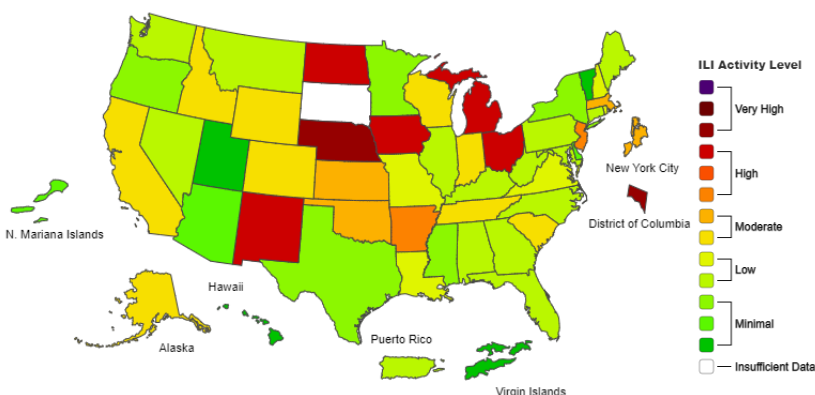 ILI Activity Level
Very High
High
Moderate
Low
Minimal
Insufficient Data
New York City
District of Columbia
N. Mariana Islands
Hawaii
Alaska
Puerto Rico
Virgin Islands